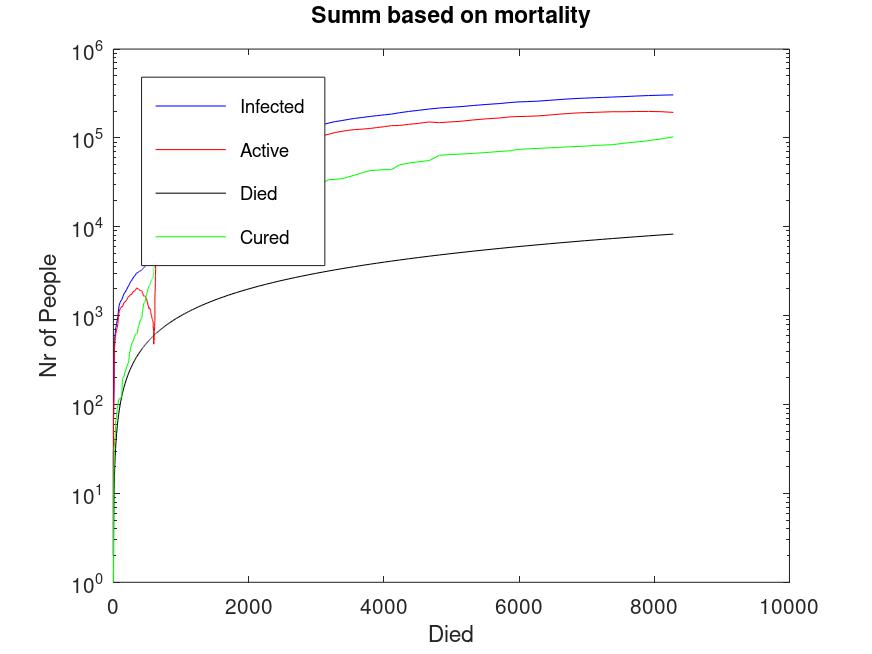 Summ based on mortality
10^6
10^5
10^4
10^3
10^2
10^1
10^0
Nr of People
Infected
Active
Died
Cured
0 2000 4000 6000 8000 10000
Died